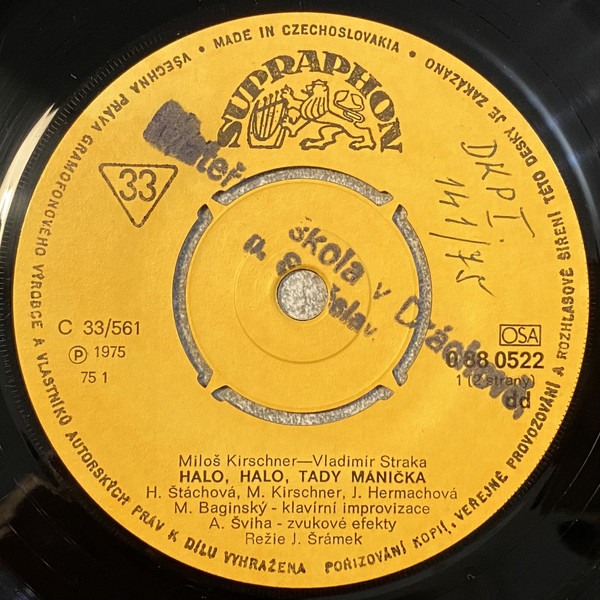 • MADE IN CZECHOSLOVAKIA •
VŠECHNA PRÁVA GRAMOFONOVÉHO VÝROBCE A VLASTNÍKŮ AUTORSKÝCH PRÁV K DÍLU VYHRAŽENA
POŘIZOVÁNÍ KOPIÍ, VEŘEJNÉ PROVOZOVÁNÍ A ROZHLASOVÉ ŠÍŘENÍ TÉTO DESKY JE ZAKÁZÁNO
SUPRAPHON
33
DKPI
141/75
škola v
C 33/561
Ⓟ 1975
75 1
OSA
0 88 0522
1 (2 strany)
dd
Miloš Kirschner—Vladimír Straka
HALO, HALO, TADY MÁNIČKA
H. Štáchová, M. Kirschner, J. Hermachová
M. Baginský - klavírní improvizace
A. Šviha - zvukové efekty
Režie J. Šrámek